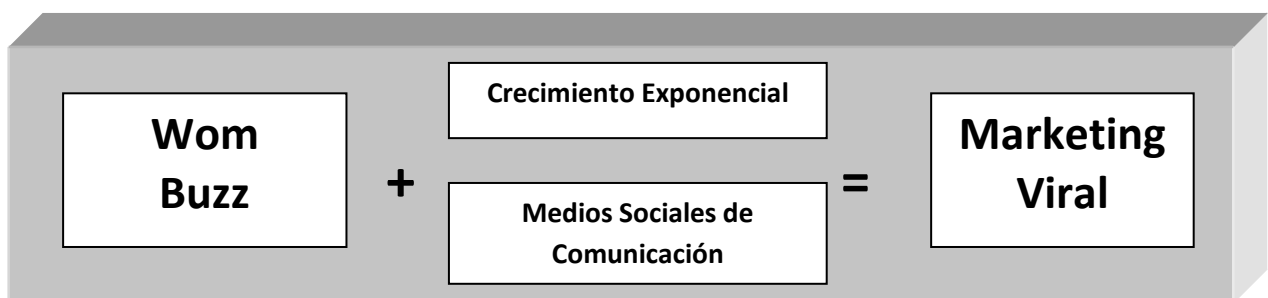 Wom
Buzz
+
Crecimiento Exponencial
Medios Sociales de
Comunicación
=
Marketing
Viral